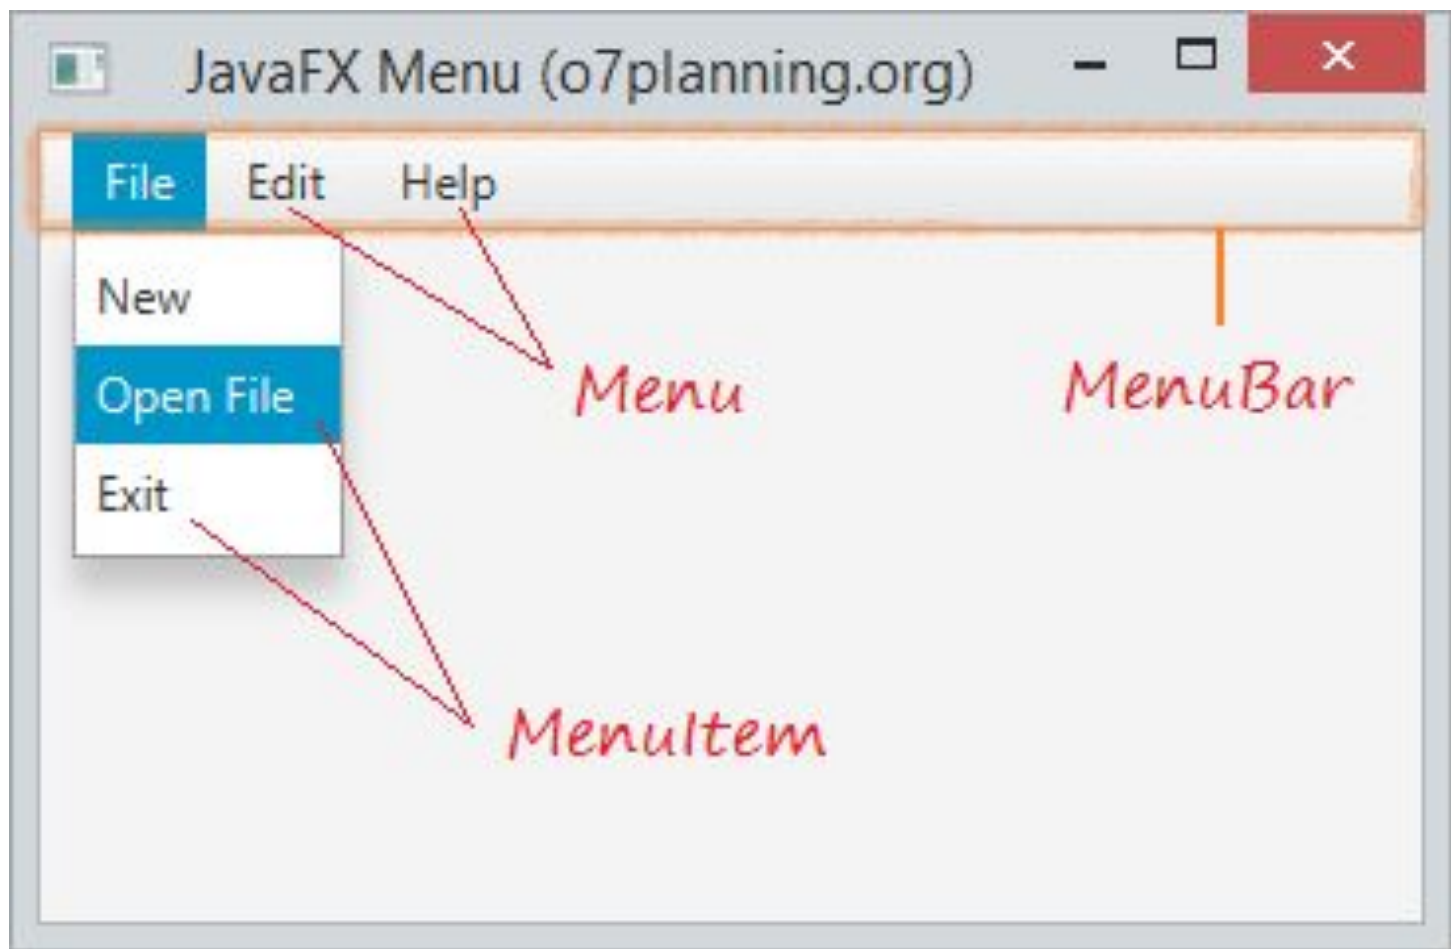 JavaFX Menu (o7planning.org)
File Edit Help
New
Open File
Exit
Menu
MenuBar
MenuItem